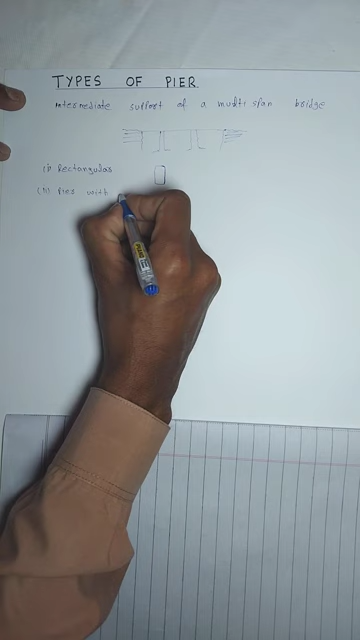 TYPES OF PIER
intermediate support of a multi span bridge
(i) Rectangular
(ii) Pier with